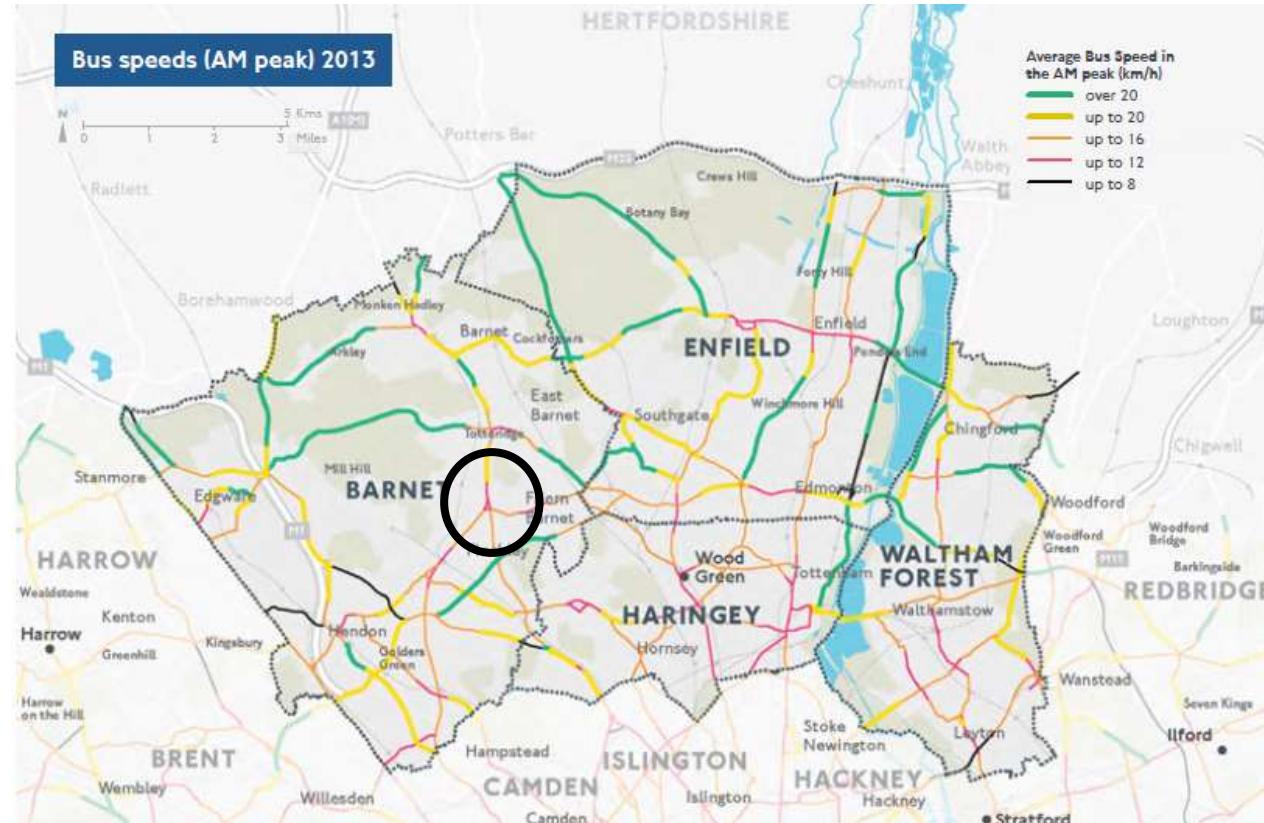 HERTFORDSHIRE
Bus speeds (AM peak) 2013
Average Bus Speed in
the AM peak (km/h)
over 20
up to 20
up to 16
up to 12
up to 8
N
5 Kms
0 1 2 3 Miles
A1(M)
Potters Bar
Cheshunt
Waltham
Abbey
Radlett
M25
Crews Hill
Botany Bay
Forty Hill
Borehamwood
Monken Hadley
Barnet
Cockfosters
Enfield
Loughton
Arkley
ENFIELD
Ponders End
M1
East
Barnet
Southgate
Winchmore Hill
Chingford
Totteridge
Chigwell
Stanmore
Mill Hill
BARNET
Edgware
Friern
Barnet
Edmonton
Woodford
M1
Woodford
Green
Woodford
Bridge
HARROW
Wood
Green
Tottenham
WALTHAM
FOREST
Barkingside
REDBRIDGE
Wealdstone
Kenton
HARINGEY
Walthamstow
Harrow
Kingsbury
Hendon
Greenhill
Golders
Green
Hornsey
Wanstead
Harrow
on the Hill
Seven Kings
Stoke
Newington
Leyton
Ilford
BRENT
Hampstead
ISLINGTON
Wembley
Willesden
CAMDEN
Islington
HACKNEY
Hackney
Camden
Stratford